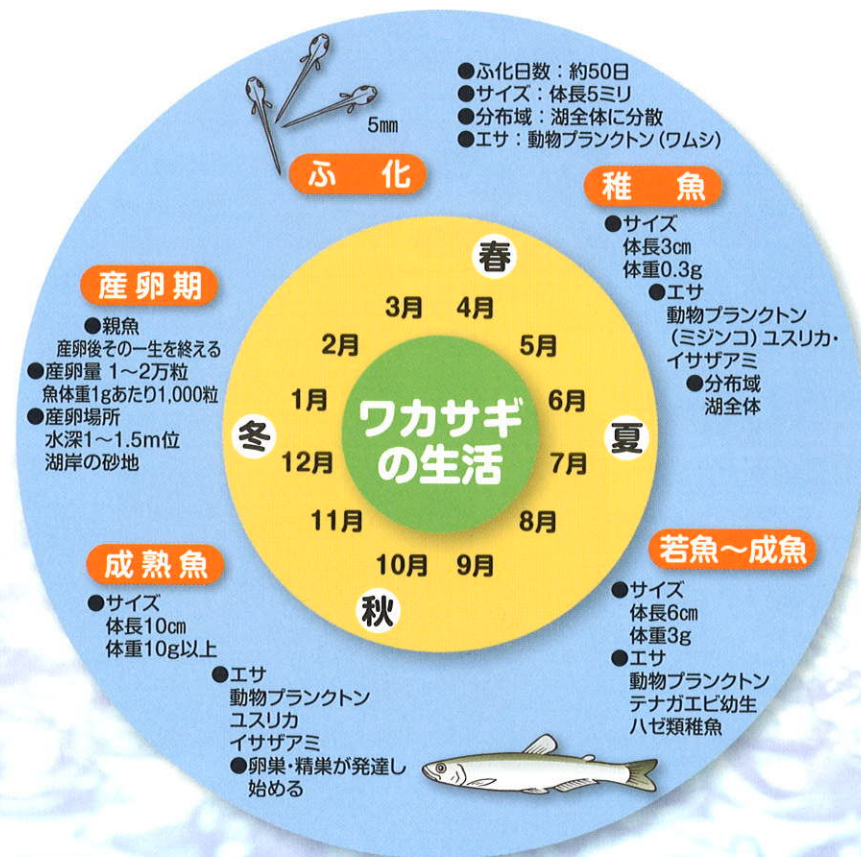 5mm
ふ 化
●ふ化日数：約50日
●サイズ：体長5ミリ
●分布域：湖全体に分散
●エサ：動物プランクトン（ワムシ）
稚 魚
●サイズ
体長3cm
体重0.3g
●エサ
動物プランクトン
（ミジンコ）ユスリカ・
イサザアミ
●分布域
湖全体
若魚～成魚
●サイズ
体長6cm
体重3g
●エサ
動物プランクトン
テナガエビ幼生
ハゼ類稚魚
成熟魚
●サイズ
体長10cm
体重10g以上
●エサ
動物プランクトン
ユスリカ
イサザアミ
●卵巣・精巣が発達し
始める
産卵期
●親魚
産卵後その一生を終える
●産卵量 1～2万粒
魚体重1gあたり1,000粒
●産卵場所
水深1～1.5m位
湖岸の砂地
春
夏
秋
冬
4月
5月
6月
7月
8月
9月
10月
11月
12月
1月
2月
3月
ワカサギ
の生活